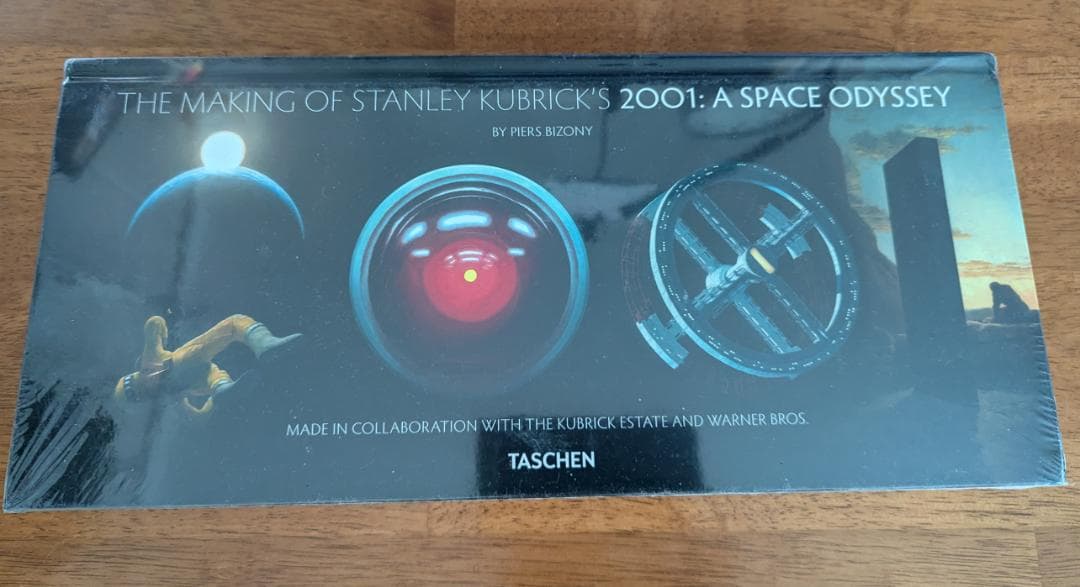 THE MAKING OF STANLEY KUBRICK'S 2001: A SPACE ODYSSEY
BY PIERS BIZONY
MADE IN COLLABORATION WITH THE KUBRICK ESTATE AND WARNER BROS.
TASCHEN